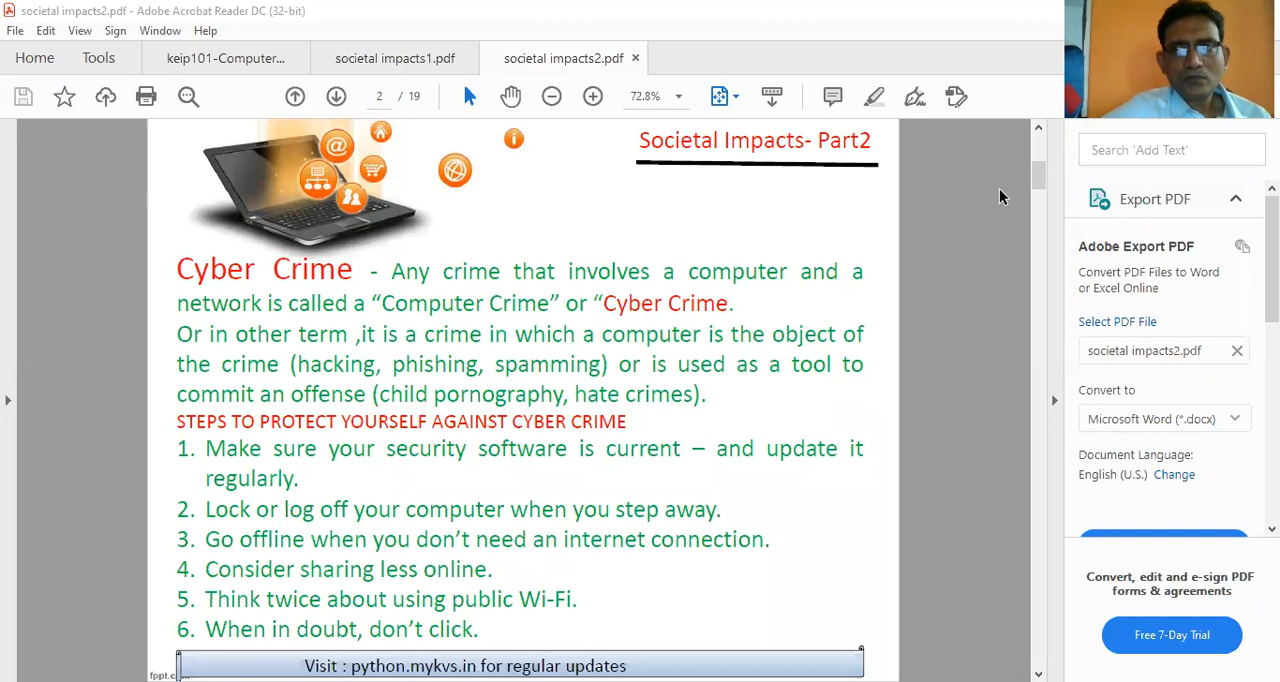 societal impacts2.pdf - Adobe Acrobat Reader DC (32-bit)
File Edit View Sign Window Help
Home Tools keip101-Computer... societal impacts1.pdf societal impacts2.pdf ×
2 / 19 72.8%
Search 'Add Text'
Export PDF
Adobe Export PDF
Convert PDF Files to Word
or Excel Online
Select PDF File
societal impacts2.pdf
Convert to
Microsoft Word (*.docx)
Document Language:
English (U.S.) Change
Convert, edit and e-sign PDF
forms & agreements
Free 7-Day Trial
Societal Impacts- Part2
Cyber Crime - Any crime that involves a computer and a
network is called a “Computer Crime” or “Cyber Crime.
Or in other term ,it is a crime in which a computer is the object of
the crime (hacking, phishing, spamming) or is used as a tool to
commit an offense (child pornography, hate crimes).
STEPS TO PROTECT YOURSELF AGAINST CYBER CRIME
1. Make sure your security software is current – and update it
regularly.
2. Lock or log off your computer when you step away.
3. Go offline when you don’t need an internet connection.
4. Consider sharing less online.
5. Think twice about using public Wi-Fi.
6. When in doubt, don’t click.
Visit : python.mykvs.in for regular updates